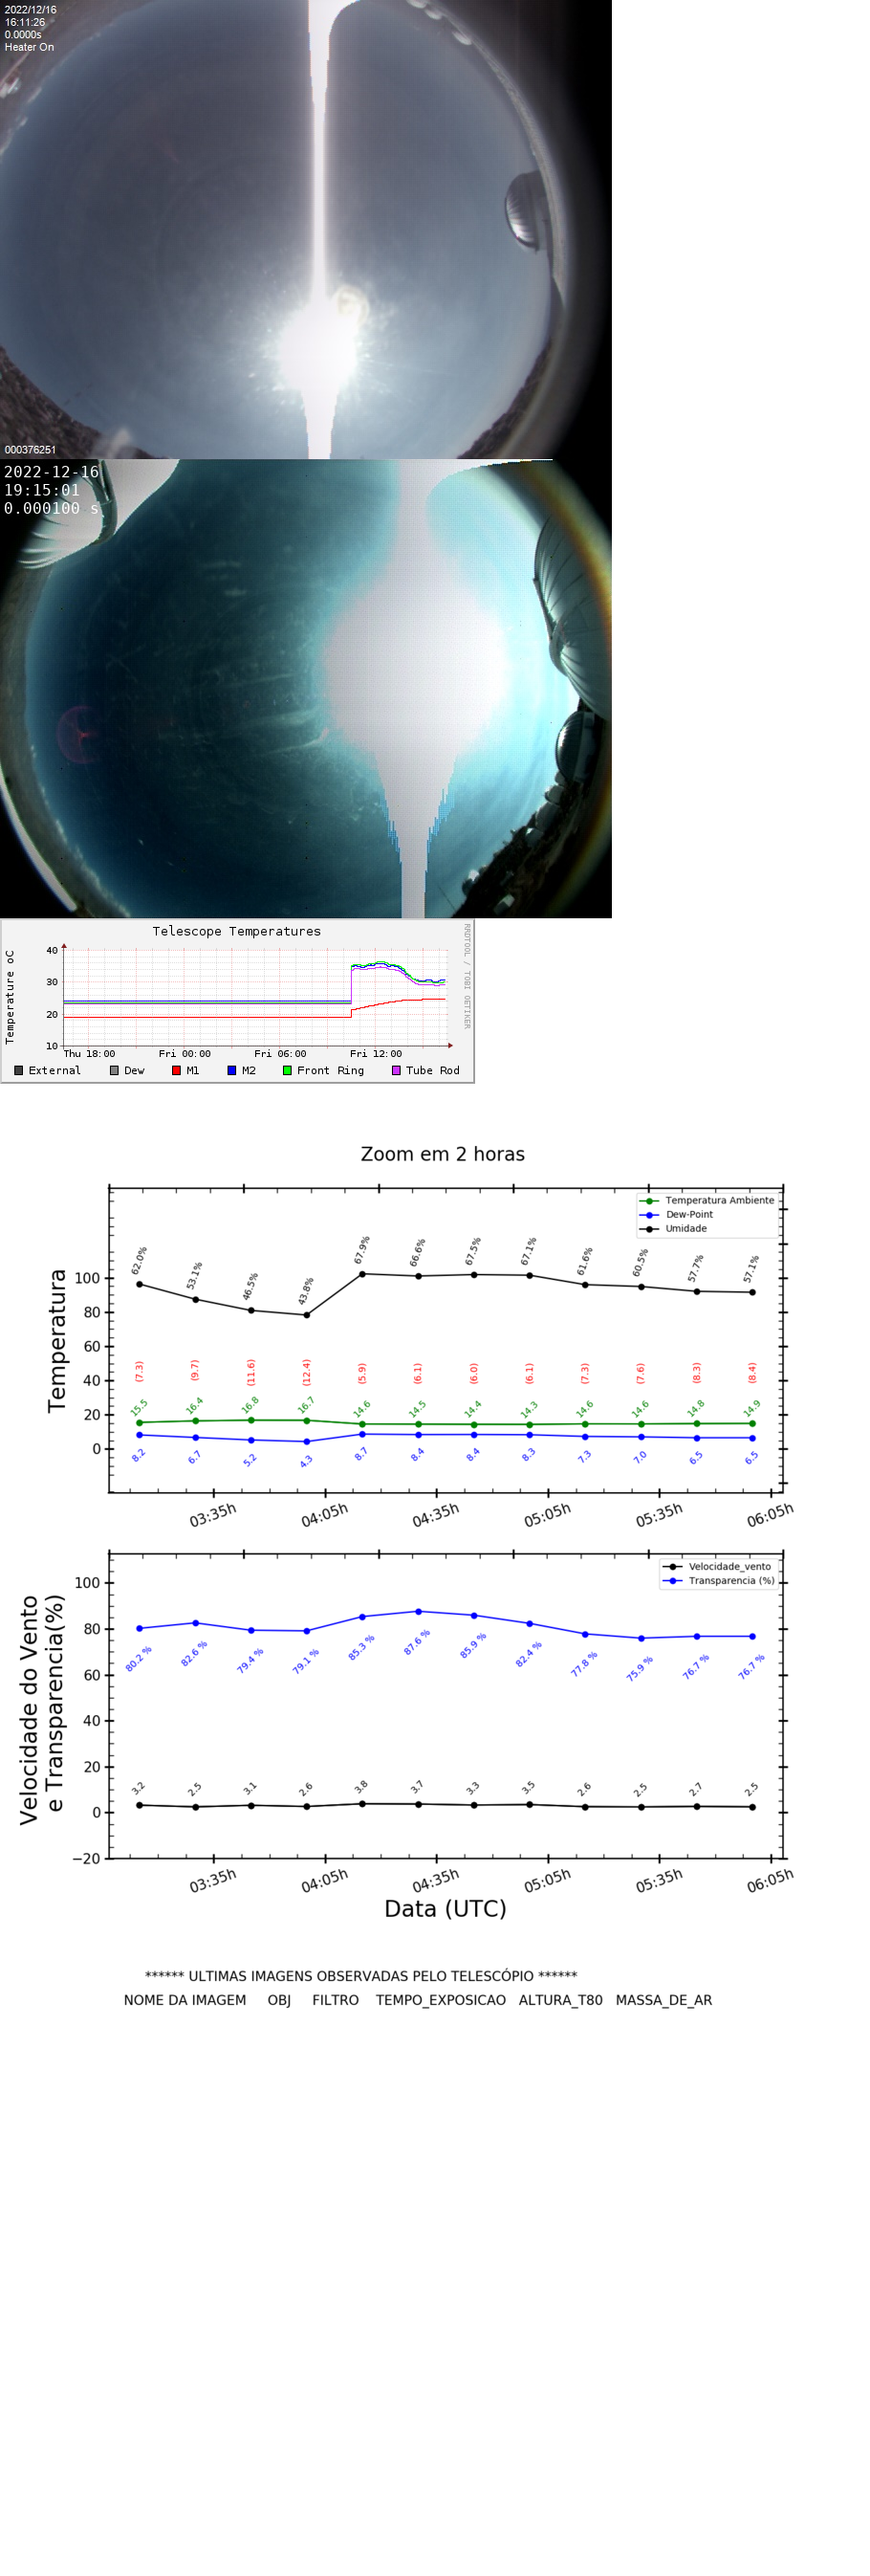 2022/12/16
16:11:26
0.0000s
Heater On
000376251
2022-12-16
19:15:01
0.000100 s
Telescope Temperatures
RRDTOOL / TOBI OETIKER
Temperature oC
40
30
20
10
Thu 18:00 Fri 00:00 Fri 06:00 Fri 12:00
External Dew M1 M2 Front Ring Tube Rod
Zoom em 2 horas
Temperatura Ambiente
Dew-Point
Umidade
Temperatura
100
80
60
40
20
0
62.0% 53.1% 46.5% 43.8% 67.9% 66.6% 67.5% 67.1% 61.6% 60.5% 57.7% 57.1%
(7.3) (9.7) (11.6) (12.4) (5.9) (6.1) (6.0) (6.1) (7.3) (7.6) (8.3) (8.4)
15.5 16.4 16.8 16.7 14.6 14.5 14.4 14.3 14.6 14.6 14.8 14.9
8.2 6.7 5.2 4.3 8.7 8.4 8.4 8.3 7.3 7.0 6.5 6.5
03:35h 04:05h 04:35h 05:05h 05:35h 06:05h
Velocidade_vento
Transparencia (%)
Velocidade do Vento
e Transparencia(%)
100
80
60
40
20
0
−20
80.2 % 82.6 % 79.4 % 79.1 % 85.3 % 87.6 % 85.9 % 82.4 % 77.8 % 75.9 % 76.7 % 76.7 %
3.2 2.5 3.1 2.6 3.8 3.7 3.3 3.5 2.6 2.5 2.7 2.5
03:35h 04:05h 04:35h 05:05h 05:35h 06:05h
Data (UTC)
****** ULTIMAS IMAGENS OBSERVADAS PELO TELESCÓPIO ******
NOME DA IMAGEM OBJ FILTRO TEMPO_EXPOSICAO ALTURA_T80 MASSA_DE_AR